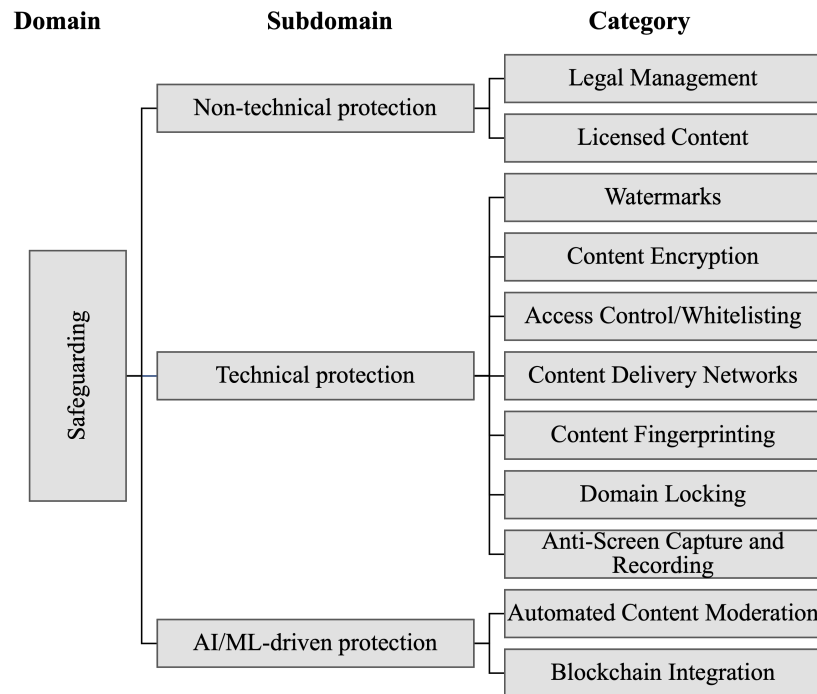 Domain
Subdomain
Category
Safeguarding
Non-technical protection
Legal Management
Licensed Content
Technical protection
Watermarks
Content Encryption
Access Control/Whitelisting
Content Delivery Networks
Content Fingerprinting
Domain Locking
Anti-Screen Capture and
Recording
AI/ML-driven protection
Automated Content Moderation
Blockchain Integration